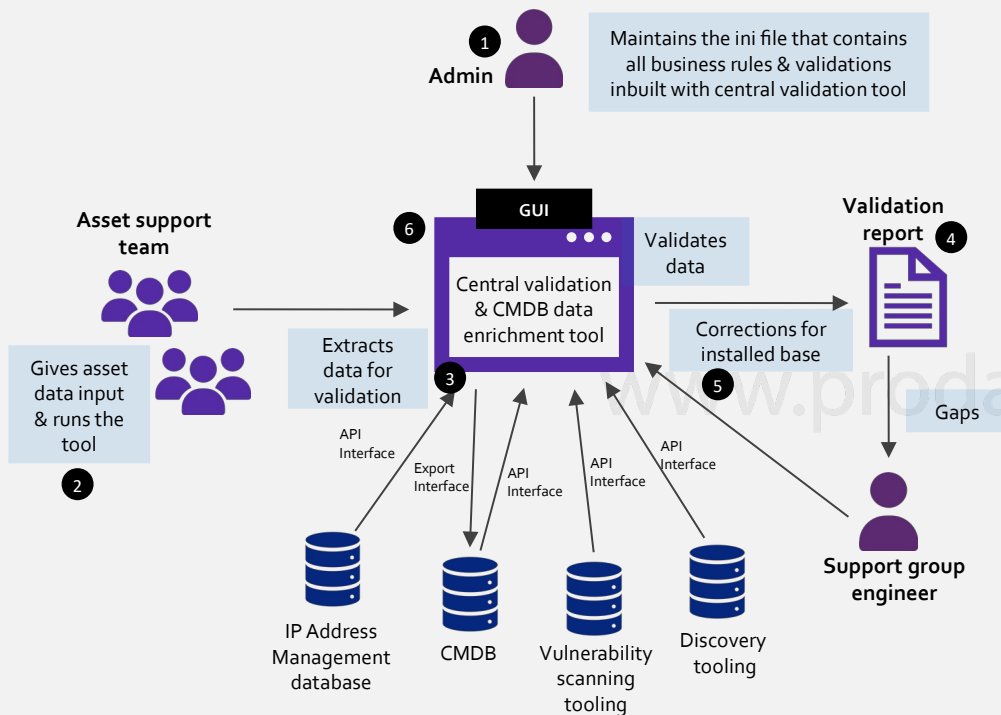 1
Admin
Maintains the ini file that contains
all business rules & validations
inbuilt with central validation tool
GUI
6
Asset support
team
Validation
report
4
Validates
data
Central validation
& CMDB data
enrichment tool
Gives asset
data input
& runs the
tool
2
Extracts
data for
validation
3
Corrections for
installed base
5
www.proda
Gaps
API
Interface
Export
Interface
API
Interface
API
Interface
API
Interface
Support group
engineer
IP Address
Management
database
CMDB
Vulnerability
scanning
tooling
Discovery
tooling